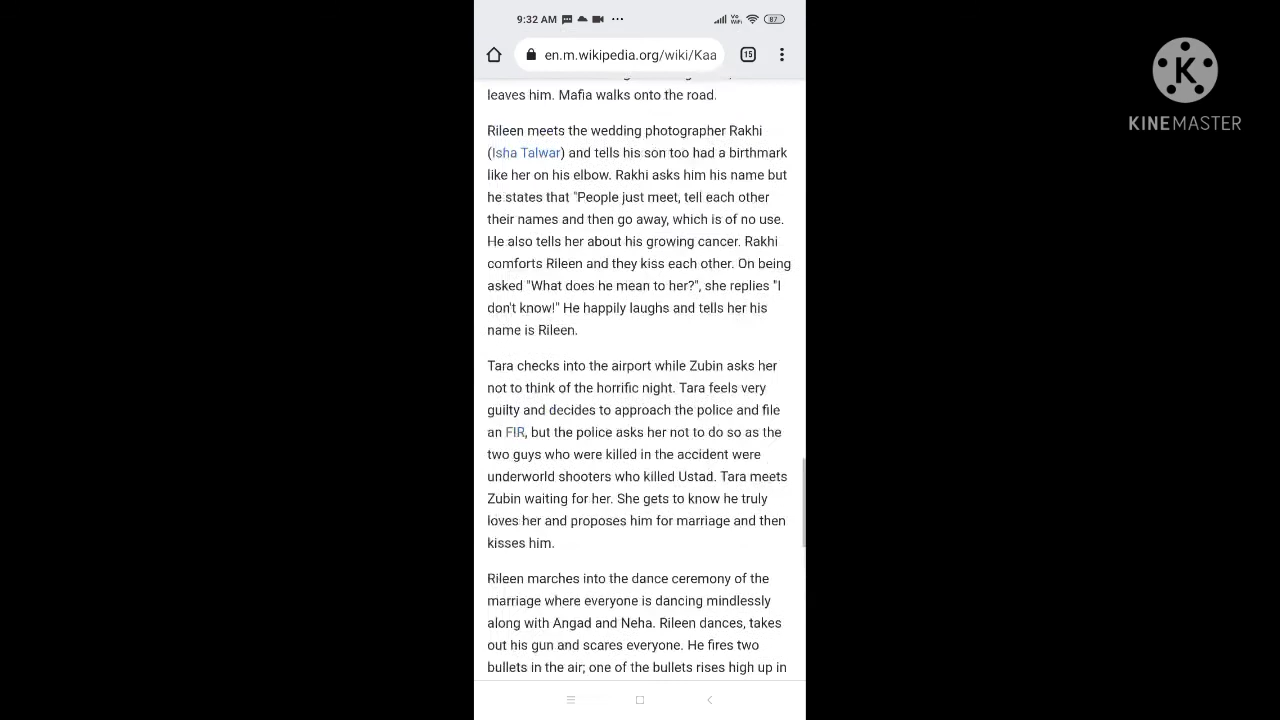 9:32 AM
Vo
WiFi
87
en.m.wikipedia.org/wiki/Kaa
15
K
KINEMASTER
leaves him. Mafia walks onto the road.
Rileen meets the wedding photographer Rakhi
(Isha Talwar) and tells his son too had a birthmark
like her on his elbow. Rakhi asks him his name but
he states that "People just meet, tell each other
their names and then go away, which is of no use.
He also tells her about his growing cancer. Rakhi
comforts Rileen and they kiss each other. On being
asked "What does he mean to her?", she replies "I
don't know!" He happily laughs and tells her his
name is Rileen.
Tara checks into the airport while Zubin asks her
not to think of the horrific night. Tara feels very
guilty and decides to approach the police and file
an FIR, but the police asks her not to do so as the
two guys who were killed in the accident were
underworld shooters who killed Ustad. Tara meets
Zubin waiting for her. She gets to know he truly
loves her and proposes him for marriage and then
kisses him.
Rileen marches into the dance ceremony of the
marriage where everyone is dancing mindlessly
along with Angad and Neha. Rileen dances, takes
out his gun and scares everyone. He fires two
bullets in the air; one of the bullets rises high up in